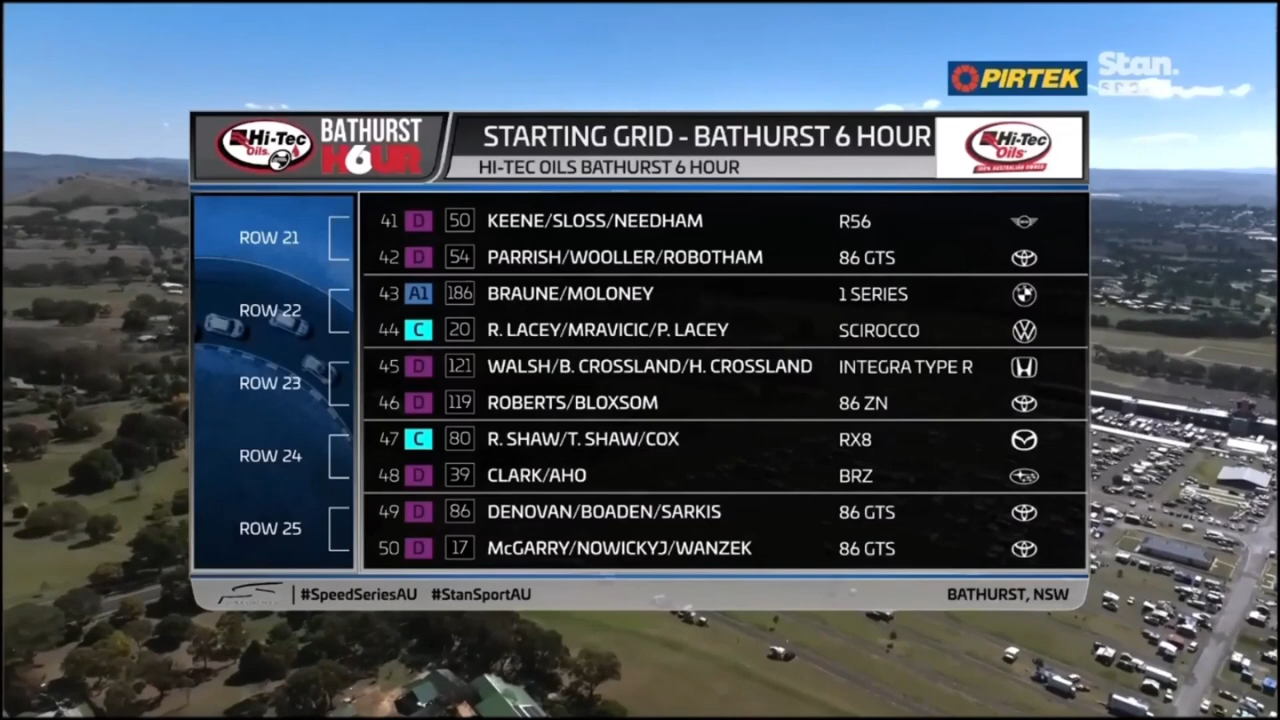 PIRTEK
Stan.
SPORT
Hi-Tec Oils
BATHURST 6 HOUR
STARTING GRID - BATHURST 6 HOUR
HI-TEC OILS BATHURST 6 HOUR
Hi-Tec Oils
100% AUSTRALIAN OWNED
ROW 21
41 D 50 KEENE/SLOSS/NEEDHAM R56
42 D 54 PARRISH/WOOLLER/ROBOTHAM 86 GTS
ROW 22
43 A1 186 BRAUNE/MOLONEY 1 SERIES
44 C 20 R. LACEY/MRAVICIC/P. LACEY SCIROCCO
ROW 23
45 D 121 WALSH/B. CROSSLAND/H. CROSSLAND INTEGRA TYPE R
46 D 119 ROBERTS/BLOXSOM 86 ZN
ROW 24
47 C 80 R. SHAW/T. SHAW/COX RX8
48 D 39 CLARK/AHO BRZ
ROW 25
49 D 86 DENOVAN/BOADEN/SARKIS 86 GTS
50 D 17 McGARRY/NOWICKYJ/WANZEK 86 GTS
#SpeedSeriesAU #StanSportAU
BATHURST, NSW